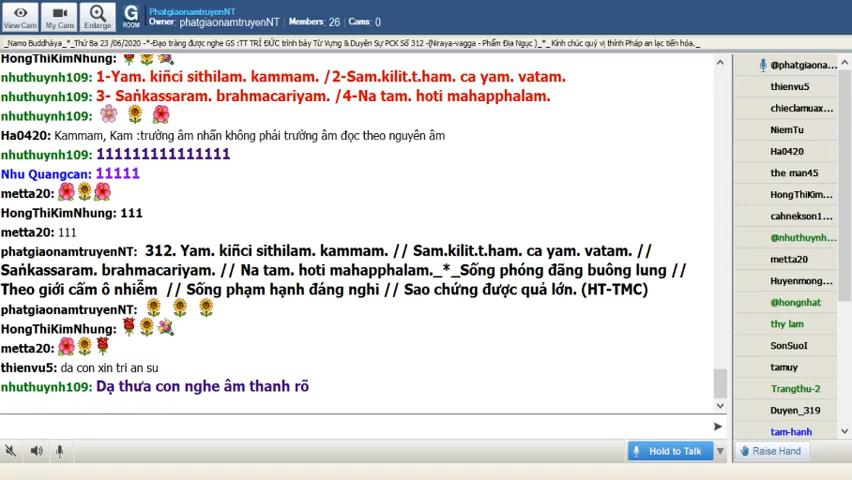 PhatgiaonamtruyenNT
Owner: phatgiaonamtruyenNT Members: 26 Cams: 0
View Cam
My Cam
Enlarge
G
ROOM
_Namo Buddhàya_*_Thứ Ba 23 /06/2020 -*-Đạo tràng được nghe GS :TT TRÍ ĐỨC trình bày Từ Vựng &Duyên Sự PCK Số 312 -(Niraya-vagga - Phẩm Địa Ngục )_*_ Kính chúc quý vị thính Pháp an lạc tiến hóa._
HongThiKimNhung:
nhuthuynh109: 1-Yam. kiñci sithilam. kammam. /2-Sam.kilit.t.ham. ca yam. vatam.
nhuthuynh109: 3- Saṅkassaram. brahmacariyam. /4-Na tam. hoti mahapphalam.
nhuthuynh109:
Ha0420: Kammam, Kam :trường âm nhấn không phải trường âm đọc theo nguyên âm
nhuthuynh109: 111111111111111
Nhu Quangcan: 11111
metta20:
HongThiKimNhung: 111
metta20: 111
phatgiaonamtruyenNT: 312. Yam. kiñci sithilam. kammam. // Sam.kilit.t.ham. ca yam. vatam. //
Saṅkassaram. brahmacariyam. // Na tam. hoti mahapphalam._*_Sống phóng đãng buông lung //
Theo giới cấm ô nhiễm // Sống phạm hạnh đáng nghi // Sao chứng được quả lớn. (HT-TMC)
phatgiaonamtruyenNT:
HongThiKimNhung:
metta20:
thienvu5: da con xin tri an su
nhuthuynh109: Dạ thưa con nghe âm thanh rõ
Hold to Talk
Raise Hand
@phatgiaona...
thienvu5
chieclamuax...
NiemTu
Ha0420
the man45
HongThiKim...
cahnekson1...
@nhuthuynh...
metta20
Huyenmong...
@hongnhat
thy lam
SonSuoI
tamuy
Trangthu-2
Duyen_319
tam-hanh